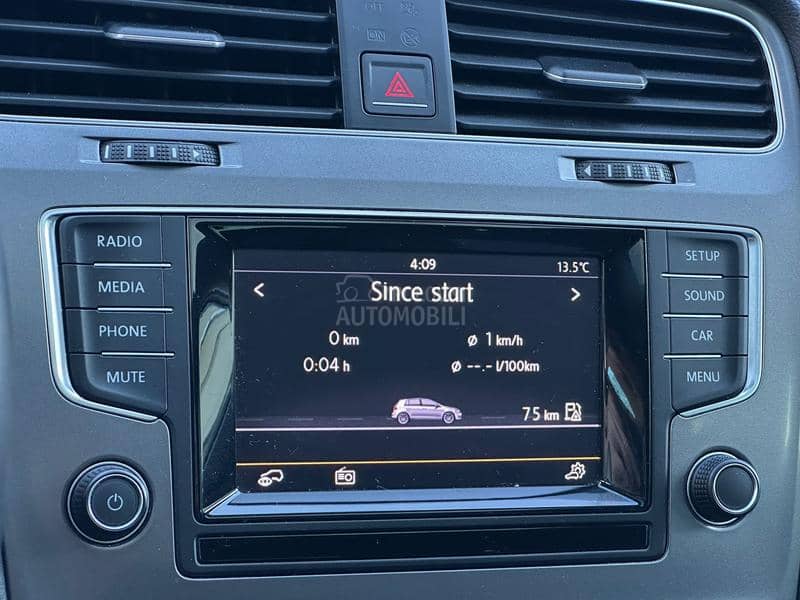 OFF
ON
RADIO
MEDIA
PHONE
MUTE
4:09
13.5°C
< Since start >
AUTOMOBILI
0 km
ø 1 km/h
0:04 h
ø --.- l/100km
75 km
SETUP
SOUND
CAR
MENU